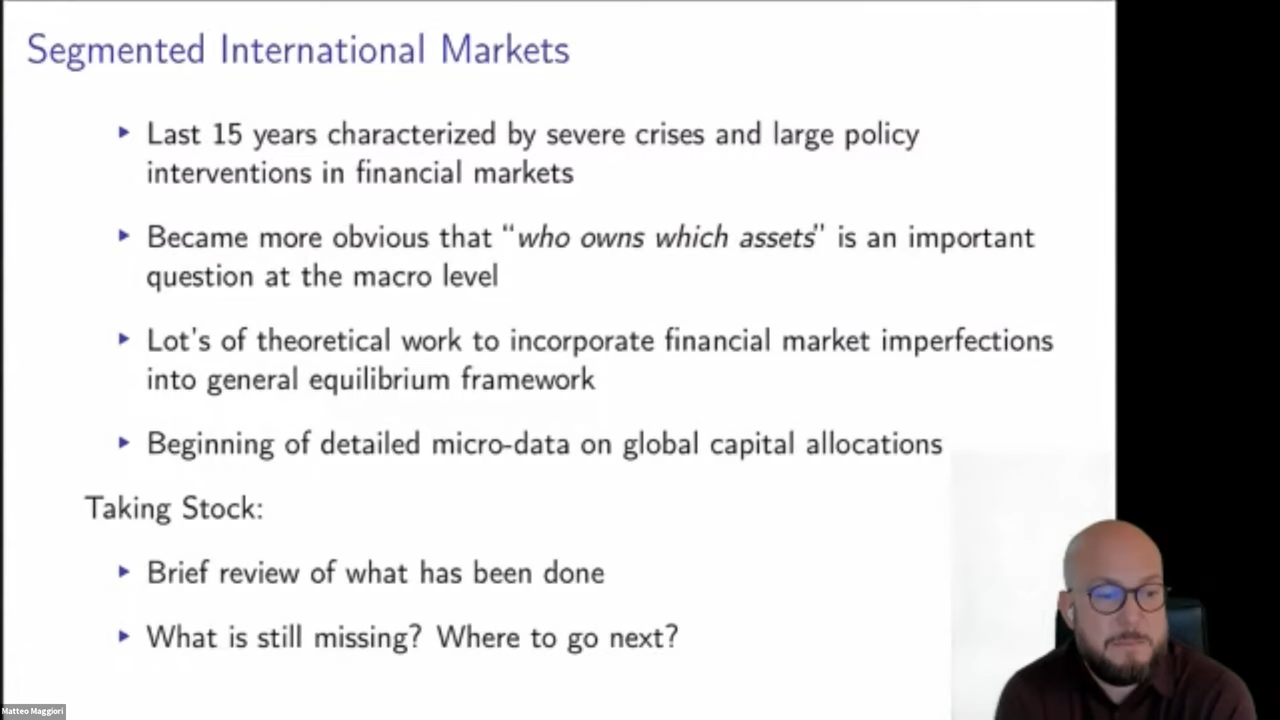 Segmented International Markets
Last 15 years characterized by severe crises and large policy
interventions in financial markets
Became more obvious that “who owns which assets” is an important
question at the macro level
Lot's of theoretical work to incorporate financial market imperfections
into general equilibrium framework
Beginning of detailed micro-data on global capital allocations
Taking Stock:
Brief review of what has been done
What is still missing? Where to go next?
Matteo Maggiori